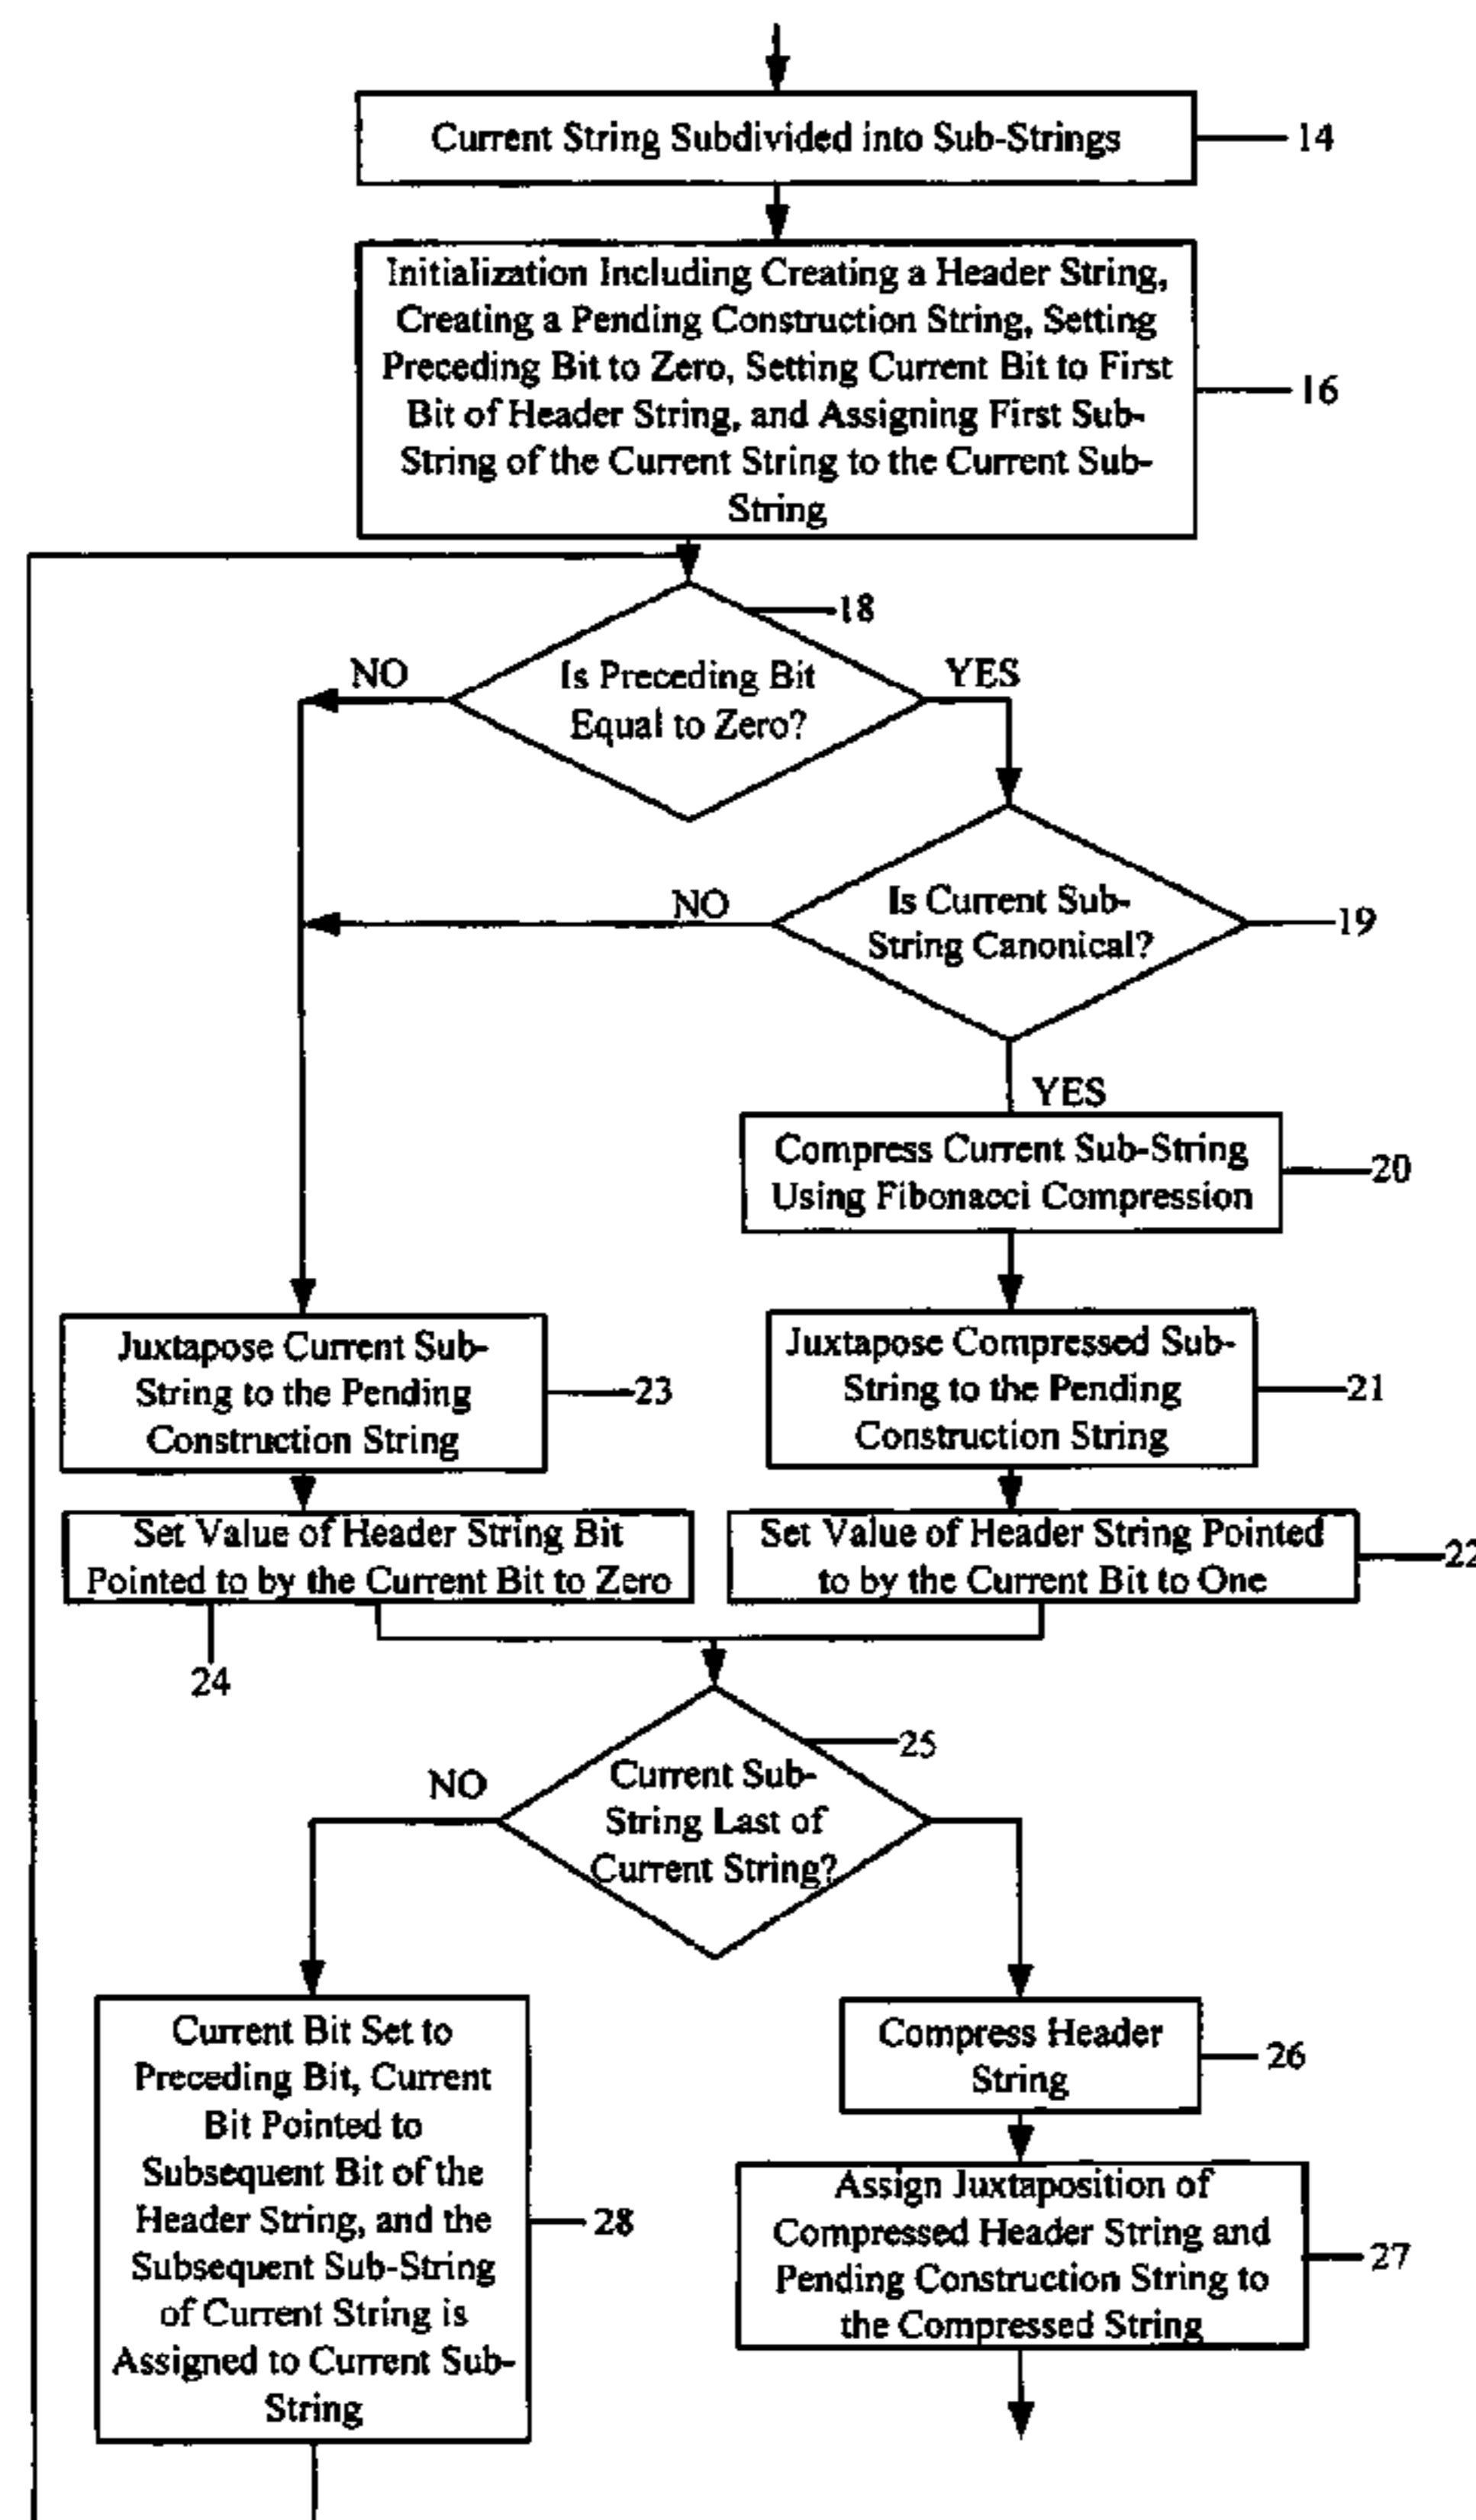 Current String Subdivided into Sub-Strings
14
Initialization Including Creating a Header String,
Creating a Pending Construction String, Setting
Preceding Bit to Zero, Setting Current Bit to First
Bit of Header String, and Assigning First Sub-
String of the Current String to the Current Sub-
String
16
18
NO
Is Preceding Bit
Equal to Zero?
YES
NO
Is Current Sub-
String Canonical?
19
YES
Compress Current Sub-String
Using Fibonacci Compression
20
Juxtapose Current Sub-
String to the Pending
Construction String
23
Juxtapose Compressed Sub-
String to the Pending
Construction String
21
Set Value of Header String Bit
Pointed to by the Current Bit to Zero
24
Set Value of Header String Pointed
to by the Current Bit to One
22
25
NO
Current Sub-
String Last of
Current String?
Current Bit Set to
Preceding Bit, Current
Bit Pointed to
Subsequent Bit of the
Header String, and the
Subsequent Sub-String
of Current String is
Assigned to Current Sub-
String
28
Compress Header
String
26
Assign Juxtaposition of
Compressed Header String and
Pending Construction String to
the Compressed String
27